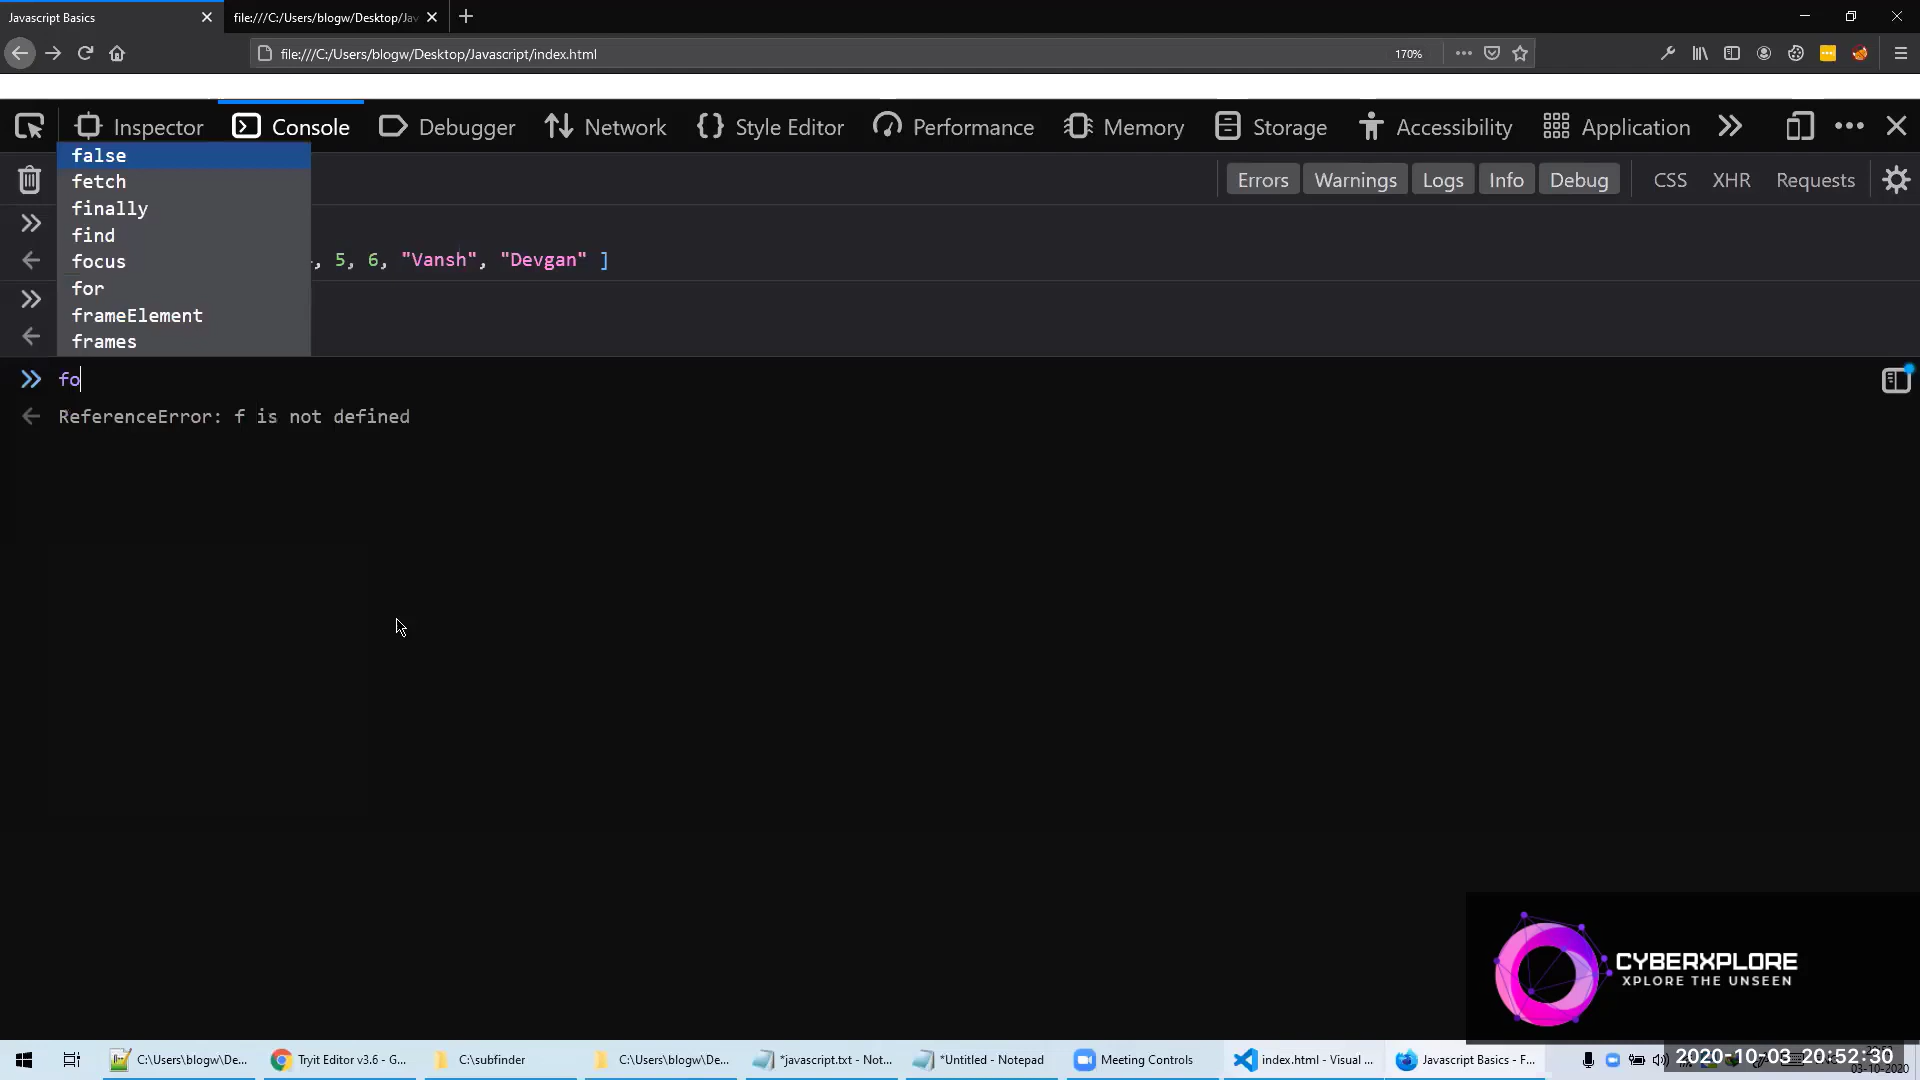 Javascript Basics
file:///C:/Users/blogw/Desktop/Jav
file:///C:/Users/blogw/Desktop/Javascript/index.html
170%
Inspector
Console
Debugger
Network
Style Editor
Performance
Memory
Storage
Accessibility
Application
Errors
Warnings
Logs
Info
Debug
CSS
XHR
Requests
false
fetch
finally
find
focus
for
frameElement
frames
, 5, 6, "Vansh", "Devgan" ]
fo
ReferenceError: f is not defined
CYBERXPLORE
XPLORE THE UNSEEN
C:\Users\blogw\De...
Tryit Editor v3.6 - G...
C:\subfinder
C:\Users\blogw\De...
*javascript.txt - Not...
*Untitled - Notepad
Meeting Controls
index.html - Visual ...
Javascript Basics - F...
2020-10-03 20:52:30
03-10-2020